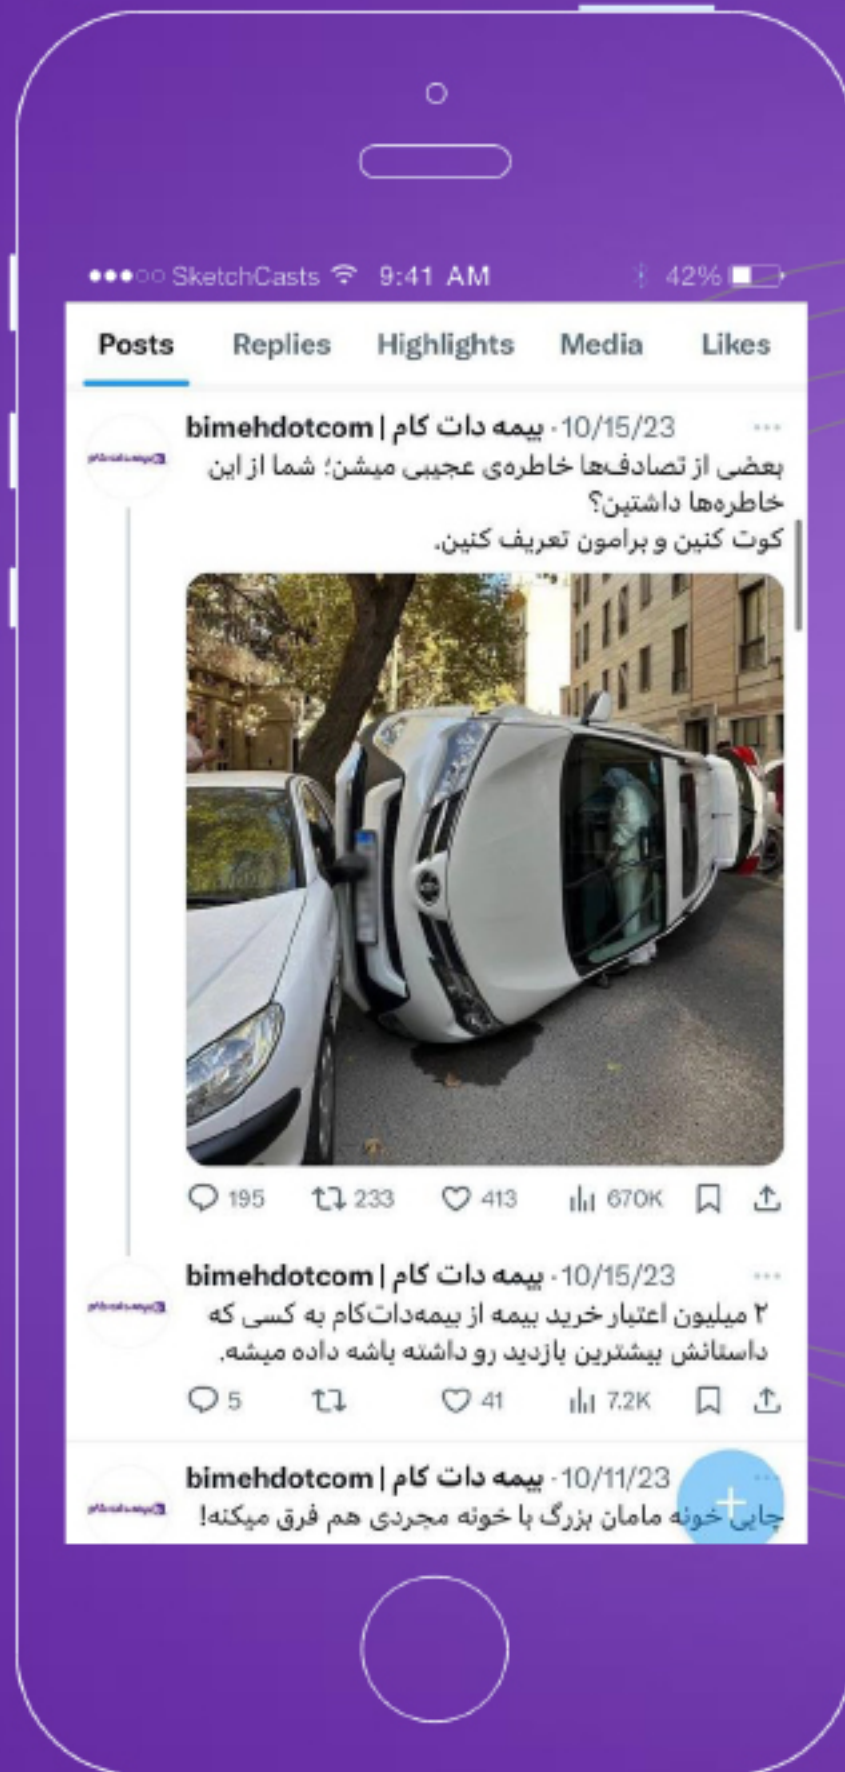 SketchCasts 9:41 AM 42%
Posts Replies Highlights Media Likes
bimehdotcom | بیمه دات کام · 10/15/23
بعضی از تصادف‌ها خاطره‌ی عجیبی میشن؛ شما از این
خاطره‌ها داشتین؟
کوت کنین و برامون تعریف کنین.
195 233 413 670K
bimehdotcom | بیمه دات کام · 10/15/23
۲ میلیون اعتبار خرید بیمه از بیمه‌دات‌کام به کسی که
داستانش بیشترین بازدید رو داشته باشه داده میشه.
5 41 7.2K
bimehdotcom | بیمه دات کام · 10/11/23
چایی خونه مامان بزرگ با خونه مجردی هم فرق میکنه!